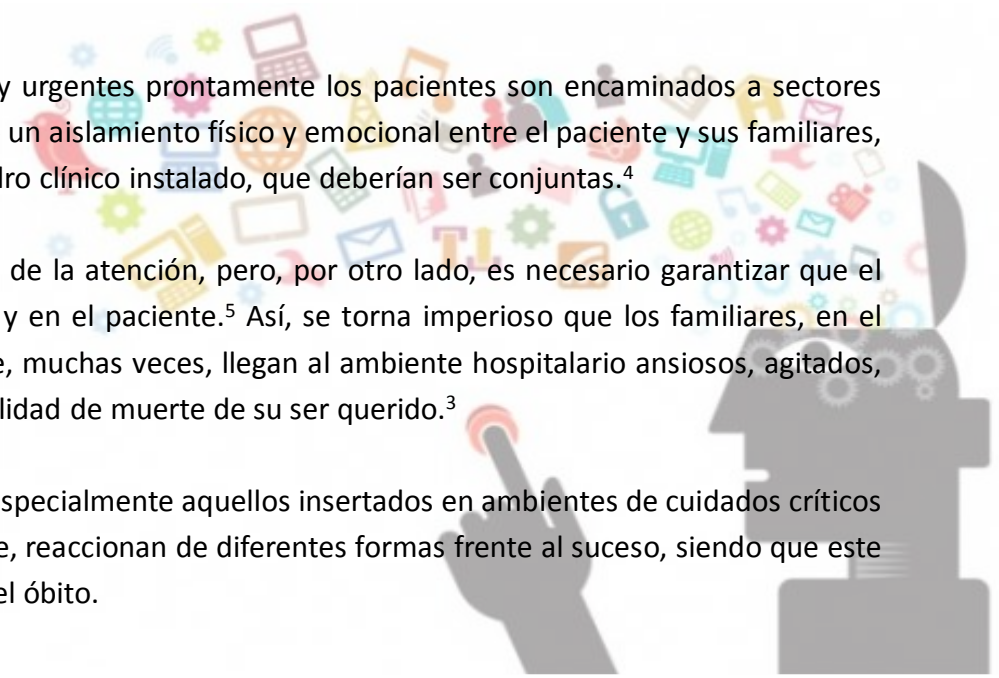 y urgentes prontamente los pacientes son encaminados a sectores
un aislamiento físico y emocional entre el paciente y sus familiares,
dro clínico instalado, que deberían ser conjuntas.⁴
de la atención, pero, por otro lado, es necesario garantizar que el
y en el paciente.⁵ Así, se torna imperioso que los familiares, en el
e, muchas veces, llegan al ambiente hospitalario ansiosos, agitados,
lidad de muerte de su ser querido.³
specialmente aquellos insertados en ambientes de cuidados críticos
e, reaccionan de diferentes formas frente al suceso, siendo que este
el óbito.